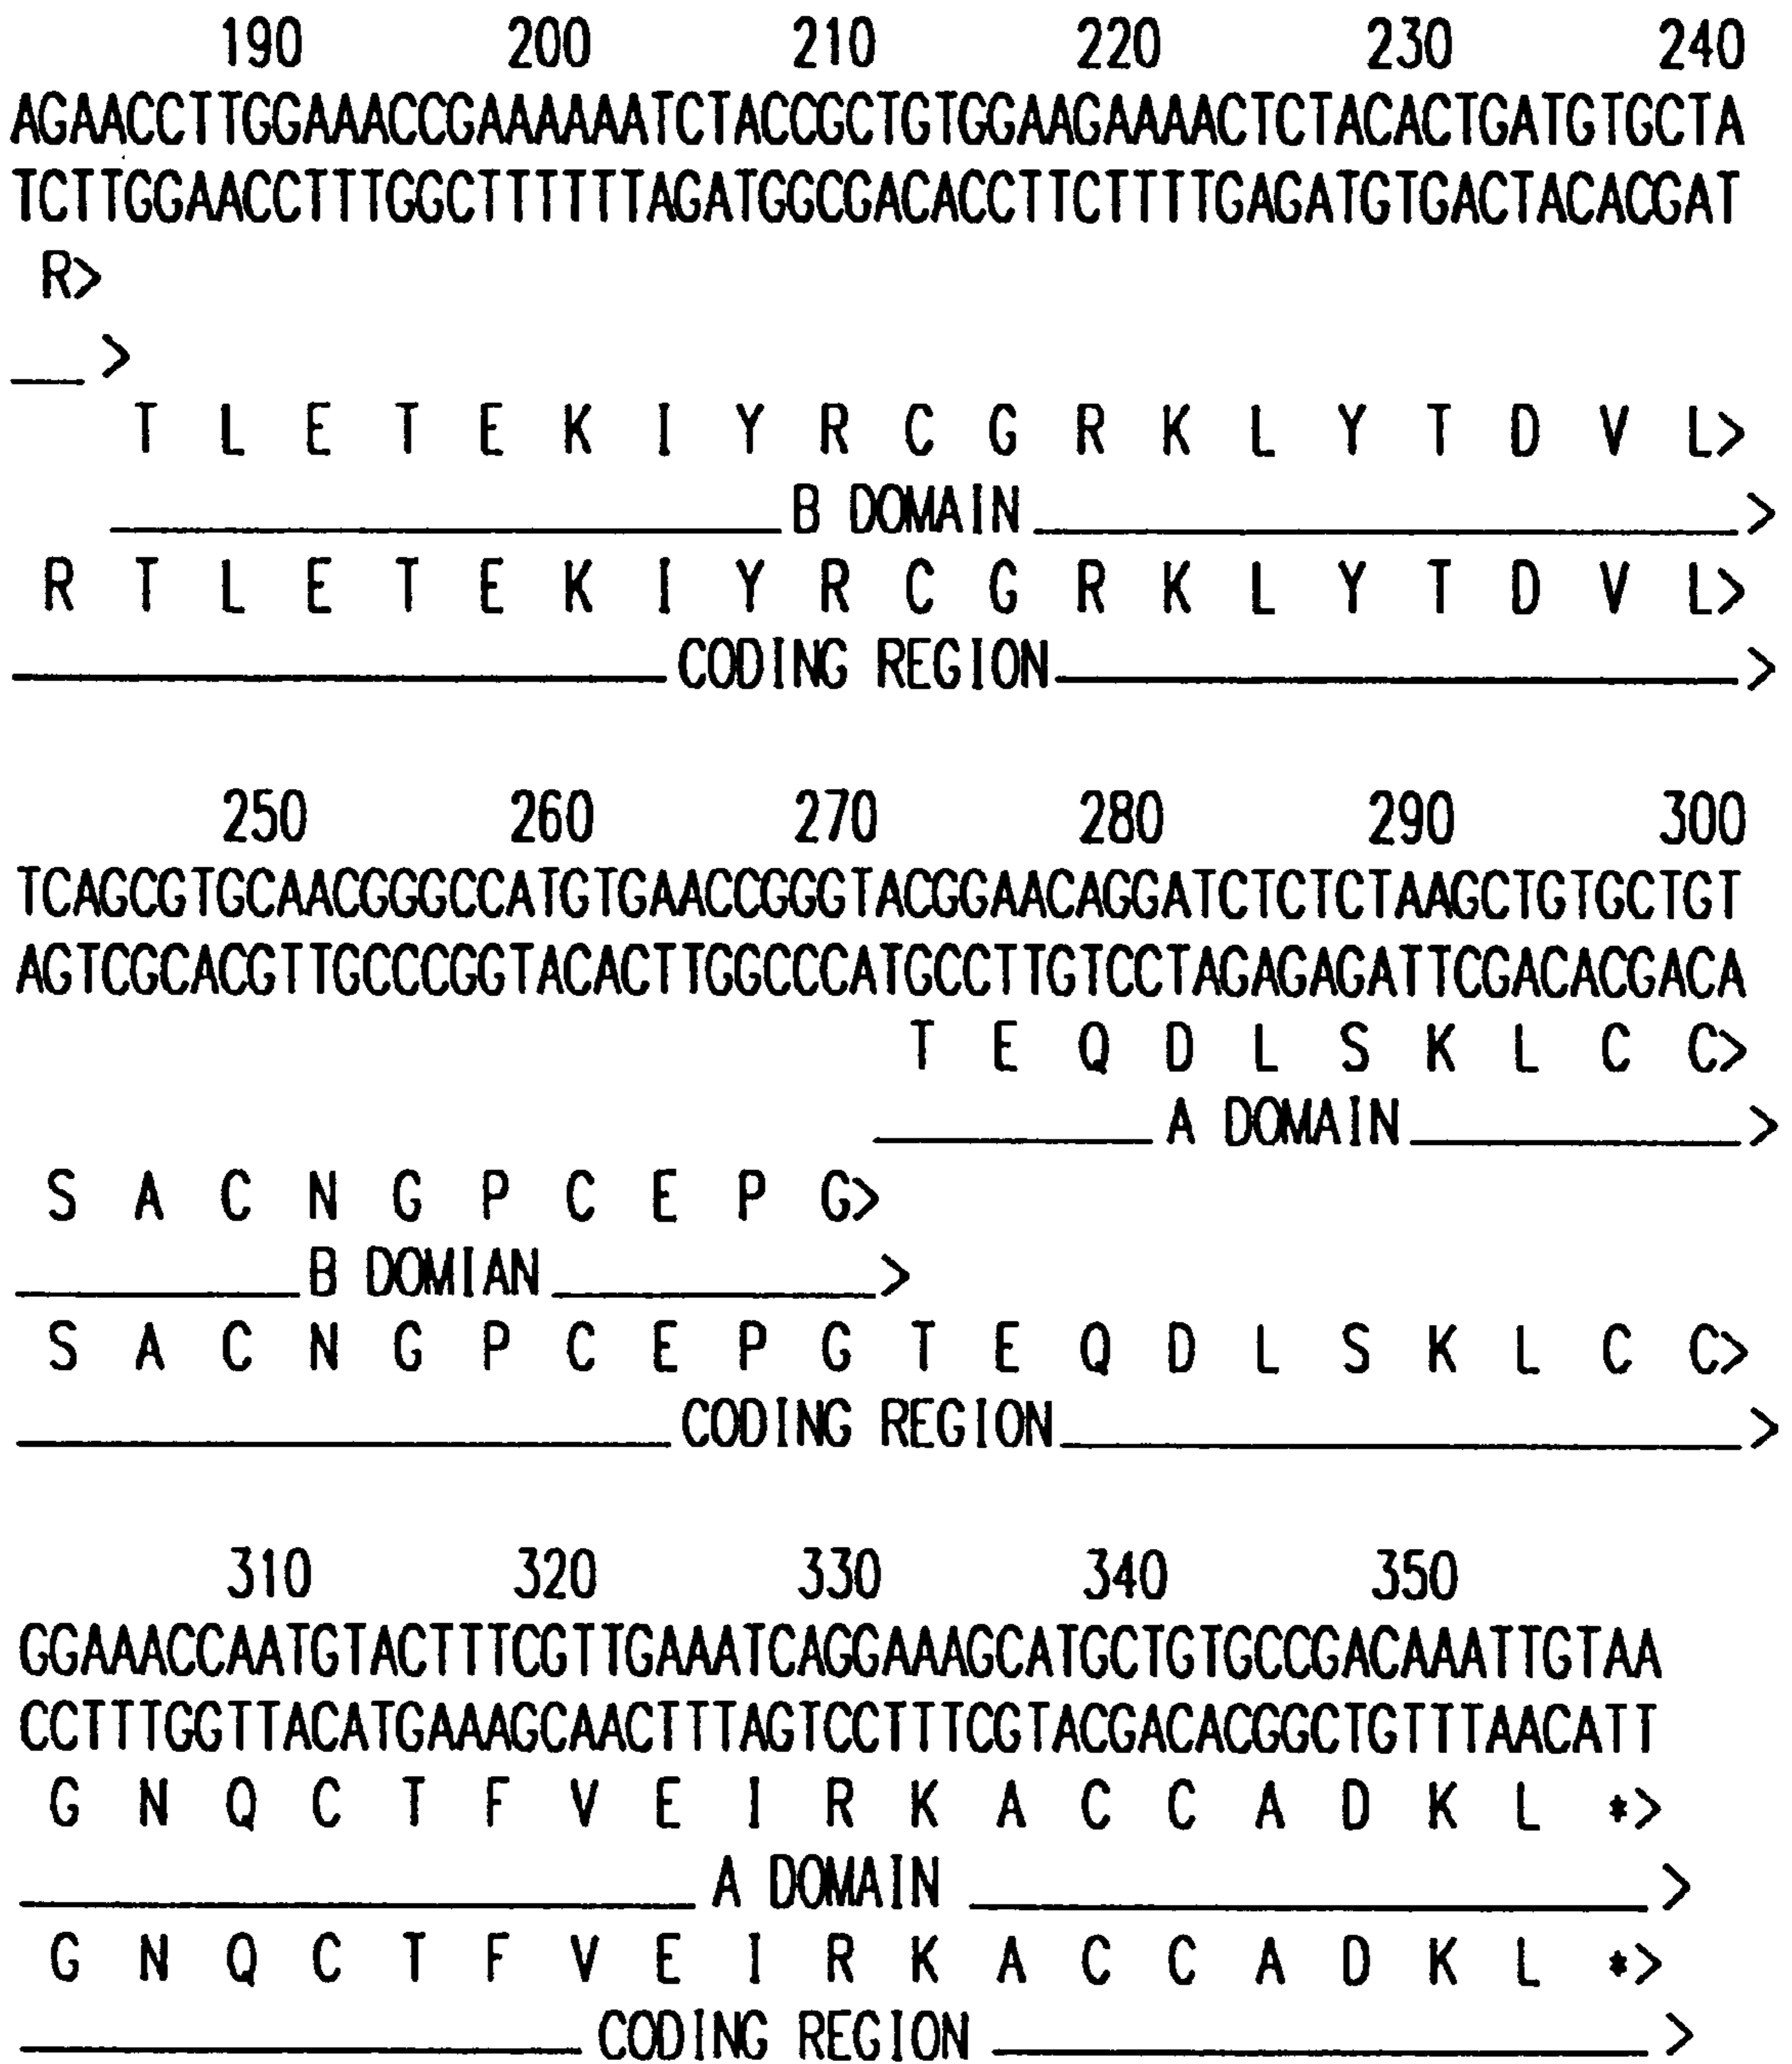 190 200 210 220 230 240
AGAACCTTGGAAACCGAAAAAATCTACCGCTGTGGAAGAAAACTCTACACTGATGTGCTA
TCTTGGAACCTTTGGCTTTTTTAGATGGCGACACCTTCTTTTGAGATGTGACTACACGAT
R>
>
T L E T E K I Y R C G R K L Y T D V L>
B DOMAIN >
R T L E T E K I Y R C G R K L Y T D V L>
CODING REGION >
250 260 270 280 290 300
TCAGCGTGCAACGGGCCATGTGAACCGGGTACGGAACAGGATCTCTCTAAGCTGTGCTGT
AGTCGCACGTTGCCCGGTACACTTGGCCCATGCCTTGTCCTAGAGAGATTCGACACGACA
T E Q D L S K L C C>
A DOMAIN >
S A C N G P C E P G>
B DOMIAN >
S A C N G P C E P G T E Q D L S K L C C>
CODING REGION >
310 320 330 340 350
GGAAACCAATGTACTTTCGTTGAAATCAGGAAAGCATGCTGTGCCGACAAATTGTAA
CCTTTGGTTACATGAAAGCAACTTTAGTCCTTTCGTACGACACGGCTGTTTAACATT
G N Q C T F V E I R K A C C A D K L *>
A DOMAIN >
G N Q C T F V E I R K A C C A D K L *>
CODING REGION >